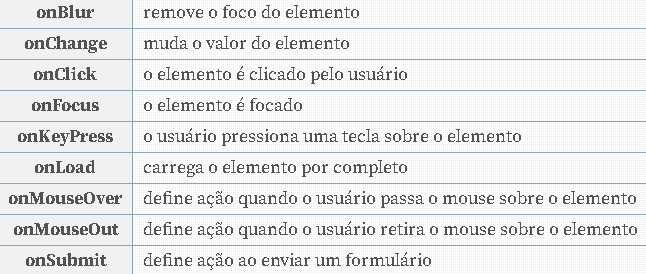 onBlur remove o foco do elemento
onChange muda o valor do elemento
onClick o elemento é clicado pelo usuário
onFocus o elemento é focado
onKeyPress o usuário pressiona uma tecla sobre o elemento
onLoad carrega o elemento por completo
onMouseOver define ação quando o usuário passa o mouse sobre o elemento
onMouseOut define ação quando o usuário retira o mouse sobre o elemento
onSubmit define ação ao enviar um formulário